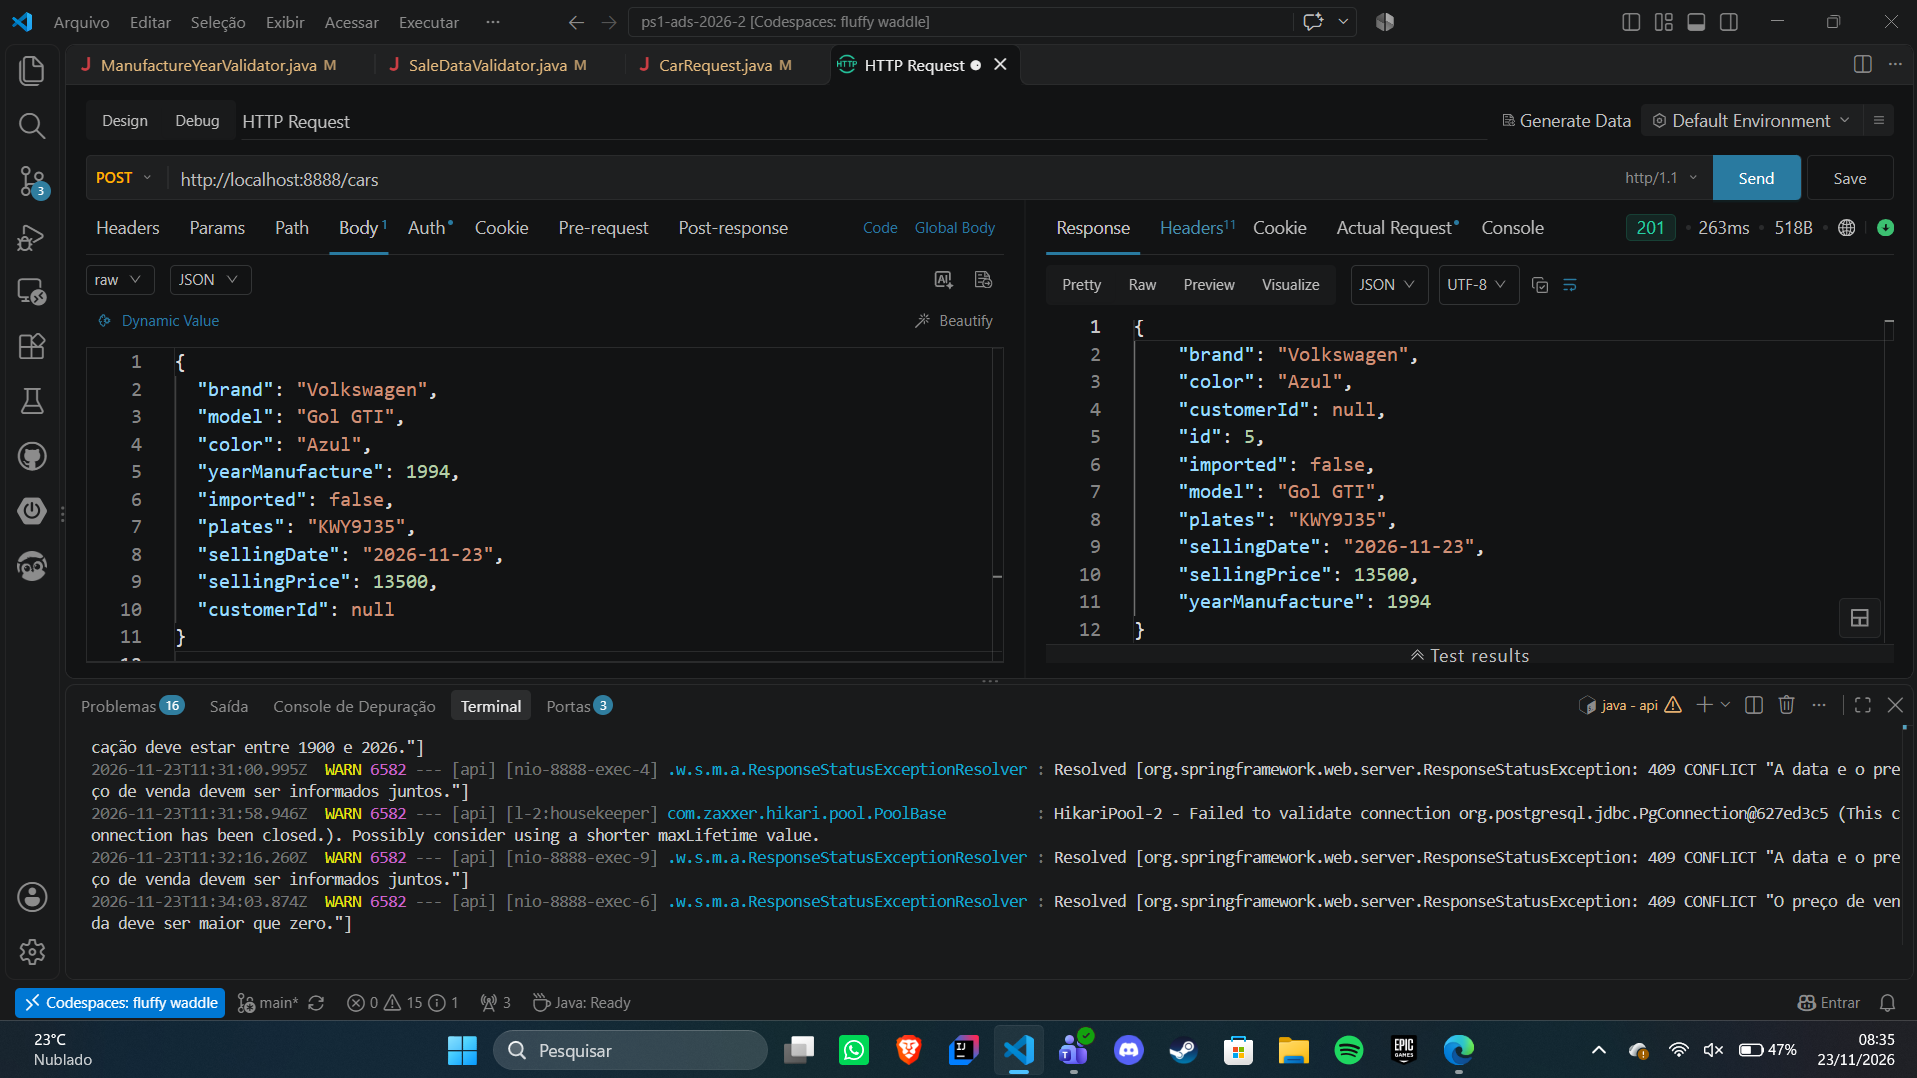 Arquivo Editar Seleção Exibir Acessar Executar ···
ps1-ads-2026-2 [Codespaces: fluffy waddle]
J ManufactureYearValidator.java M
J SaleDataValidator.java M
J CarRequest.java M
HTTP HTTP Request
Design Debug HTTP Request
Generate Data Default Environment
POST http://localhost:8888/cars http/1.1 Send Save
Headers Params Path Body 1 Auth Cookie Pre-request Post-response Code Global Body
Response Headers 11 Cookie Actual Request Console 201 263ms 518B
raw JSON
Pretty Raw Preview Visualize JSON UTF-8
Dynamic Value Beautify
1 {
2 "brand": "Volkswagen",
3 "model": "Gol GTI",
4 "color": "Azul",
5 "yearManufacture": 1994,
6 "imported": false,
7 "plates": "KWY9J35",
8 "sellingDate": "2026-11-23",
9 "sellingPrice": 13500,
10 "customerId": null
11 }
1 {
2 "brand": "Volkswagen",
3 "color": "Azul",
4 "customerId": null,
5 "id": 5,
6 "imported": false,
7 "model": "Gol GTI",
8 "plates": "KWY9J35",
9 "sellingDate": "2026-11-23",
10 "sellingPrice": 13500,
11 "yearManufacture": 1994
12 }
Test results
Problemas 16 Saída Console de Depuração Terminal Portas 3 java - api
cação deve estar entre 1900 e 2026."]
2026-11-23T11:31:00.995Z WARN 6582 --- [api] [nio-8888-exec-4] .w.s.m.a.ResponseStatusExceptionResolver : Resolved [org.springframework.web.server.ResponseStatusException: 409 CONFLICT "A data e o pre
ço de venda devem ser informados juntos."]
2026-11-23T11:31:58.946Z WARN 6582 --- [api] [l-2:housekeeper] com.zaxxer.hikari.pool.PoolBase : HikariPool-2 - Failed to validate connection org.postgresql.jdbc.PgConnection@627ed3c5 (This c
onnection has been closed.). Possibly consider using a shorter maxLifetime value.
2026-11-23T11:32:16.260Z WARN 6582 --- [api] [nio-8888-exec-9] .w.s.m.a.ResponseStatusExceptionResolver : Resolved [org.springframework.web.server.ResponseStatusException: 409 CONFLICT "A data e o pre
ço de venda devem ser informados juntos."]
2026-11-23T11:34:03.874Z WARN 6582 --- [api] [nio-8888-exec-6] .w.s.m.a.ResponseStatusExceptionResolver : Resolved [org.springframework.web.server.ResponseStatusException: 409 CONFLICT "O preço de ven
da deve ser maior que zero."]
3
Codespaces: fluffy waddle main* 0 15 1 3 Java: Ready Entrar
23°C
Nublado
Pesquisar
IJ
EPIC GAMES
47%
08:35
23/11/2026